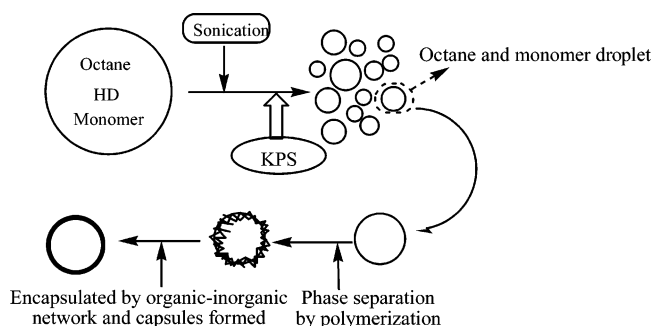 Sonication
Octane
HD
Monomer
Octane and monomer droplet
KPS
Encapsulated by organic-inorganic
network and capsules formed
Phase separation
by polymerization